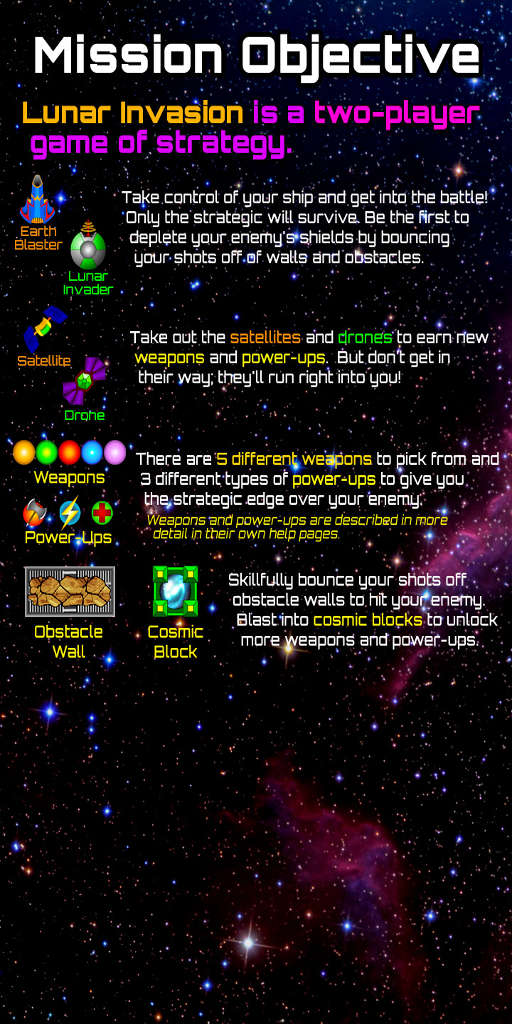 Mission Objective
Lunar Invasion is a two-player
game of strategy.
Earth
Blaster
Lunar
Invader
Take control of your ship and get into the battle!
Only the strategic will survive. Be the first to
deplete your enemy's shields by bouncing
your shots off of walls and obstacles.
Satellite
Drone
Take out the satellites and drones to earn new
weapons and power-ups. But don't get in
their way; they'll run right into you!
Weapons
Power-Ups
There are 5 different weapons to pick from and
3 different types of power-ups to give you
the strategic edge over your enemy.
Weapons and power-ups are described in more
detail in their own help pages.
Obstacle
Wall
Cosmic
Block
Skillfully bounce your shots off
obstacle walls to hit your enemy.
Blast into cosmic blocks to unlock
more weapons and power-ups.